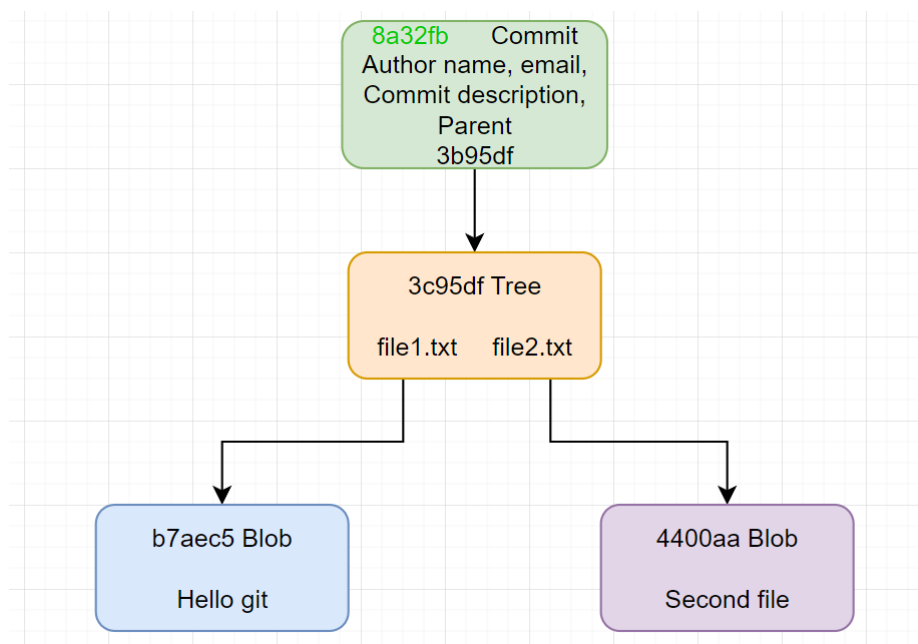 8a32fb Commit
Author name, email,
Commit description,
Parent
3b95df
3c95df Tree
file1.txt file2.txt
b7aec5 Blob
Hello git
4400aa Blob
Second file